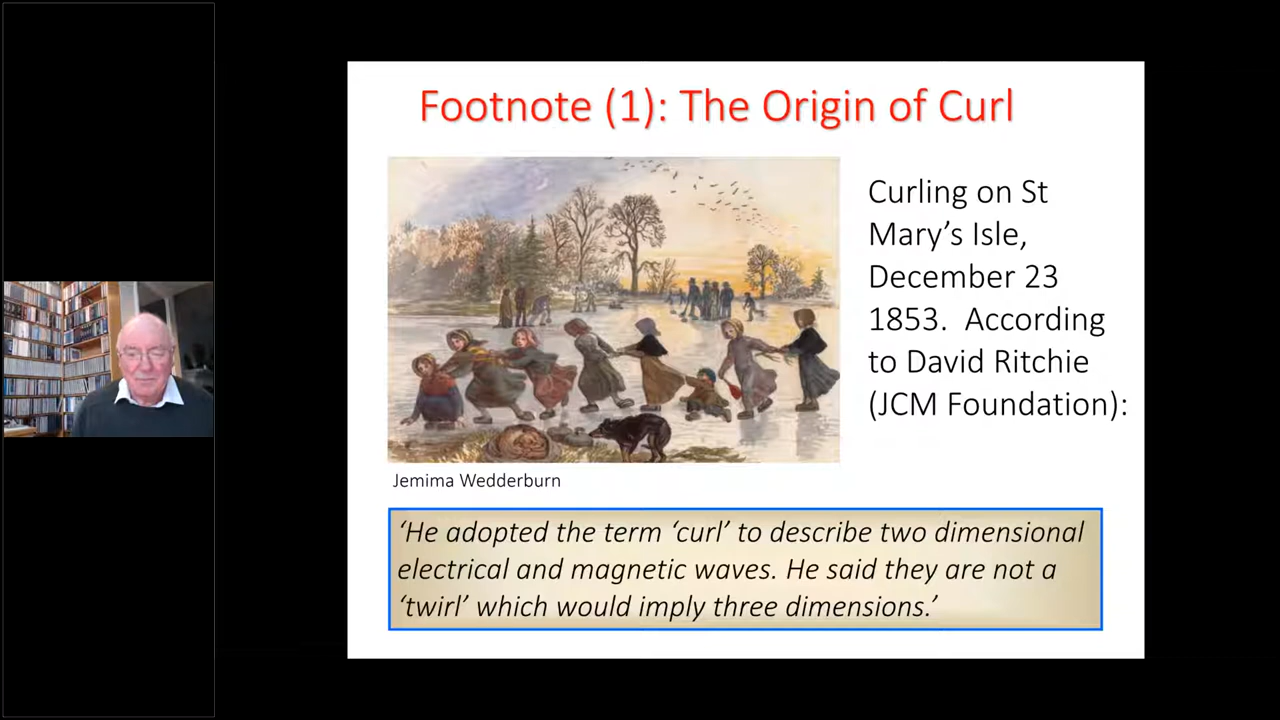 Footnote (1): The Origin of Curl
Curling on St
Mary’s Isle,
December 23
1853.  According
to David Ritchie
(JCM Foundation):
Jemima Wedderburn
‘He adopted the term ‘curl’ to describe two dimensional
electrical and magnetic waves. He said they are not a
‘twirl’ which would imply three dimensions.’